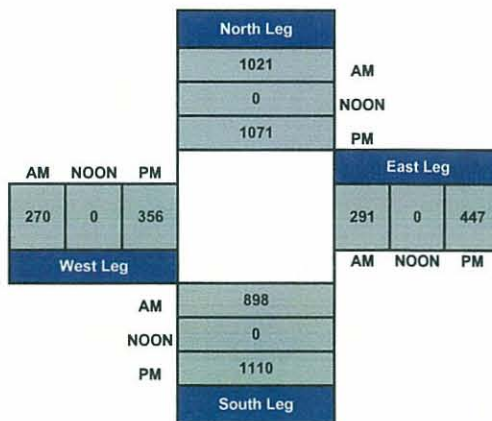 North Leg
1021 AM
0 NOON
1071 PM
AM NOON PM
East Leg
270 0 356
291 0 447
West Leg
AM NOON PM
AM 898
NOON 0
PM 1110
South Leg